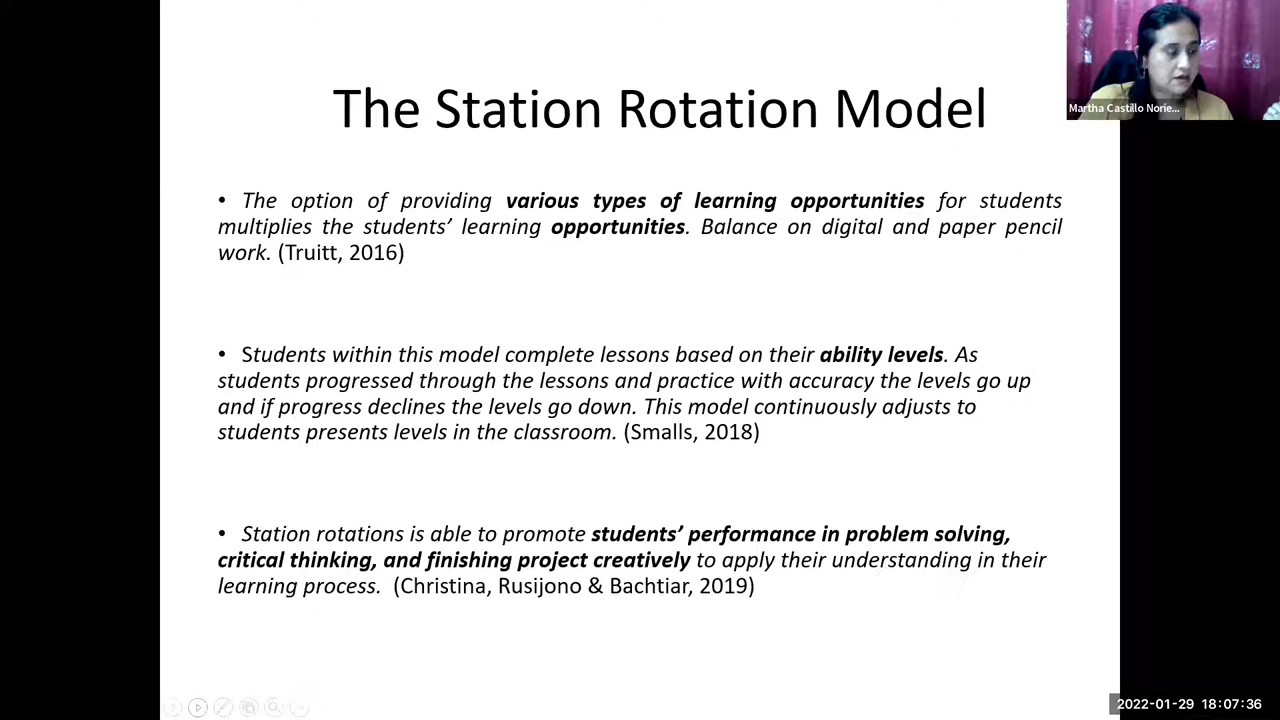 The Station Rotation Model
Martha Castillo Norie...
• The option of providing various types of learning opportunities for students
multiplies the students’ learning opportunities. Balance on digital and paper pencil
work. (Truitt, 2016)
• Students within this model complete lessons based on their ability levels. As
students progressed through the lessons and practice with accuracy the levels go up
and if progress declines the levels go down. This model continuously adjusts to
students presents levels in the classroom. (Smalls, 2018)
• Station rotations is able to promote students’ performance in problem solving,
critical thinking, and finishing project creatively to apply their understanding in their
learning process. (Christina, Rusijono & Bachtiar, 2019)
2022-01-29 18:07:36